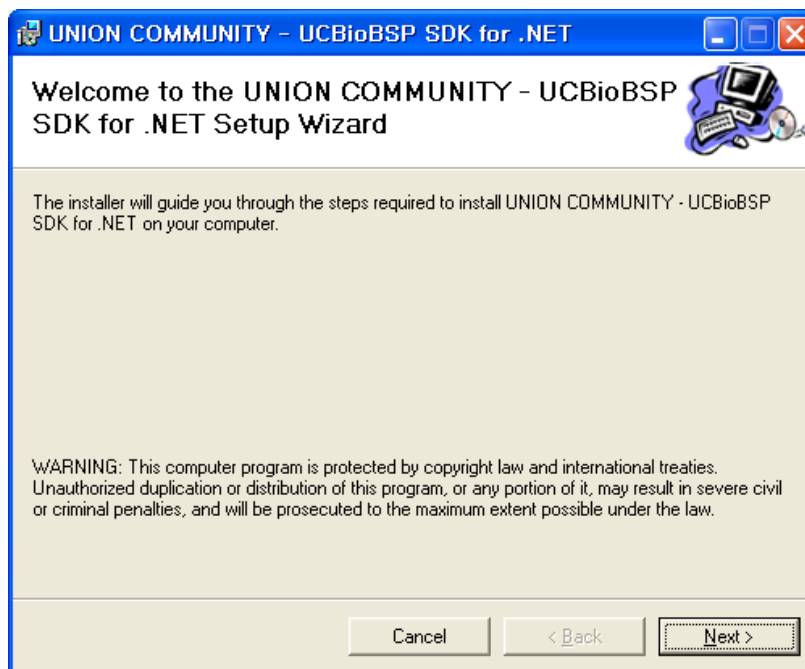 UNION COMMUNITY - UCBioBSP SDK for .NET
Welcome to the UNION COMMUNITY - UCBioBSP
SDK for .NET Setup Wizard
The installer will guide you through the steps required to install UNION COMMUNITY - UCBioBSP
SDK for .NET on your computer.
WARNING: This computer program is protected by copyright law and international treaties.
Unauthorized duplication or distribution of this program, or any portion of it, may result in severe civil
or criminal penalties, and will be prosecuted to the maximum extent possible under the law.
Cancel
< Back
Next >